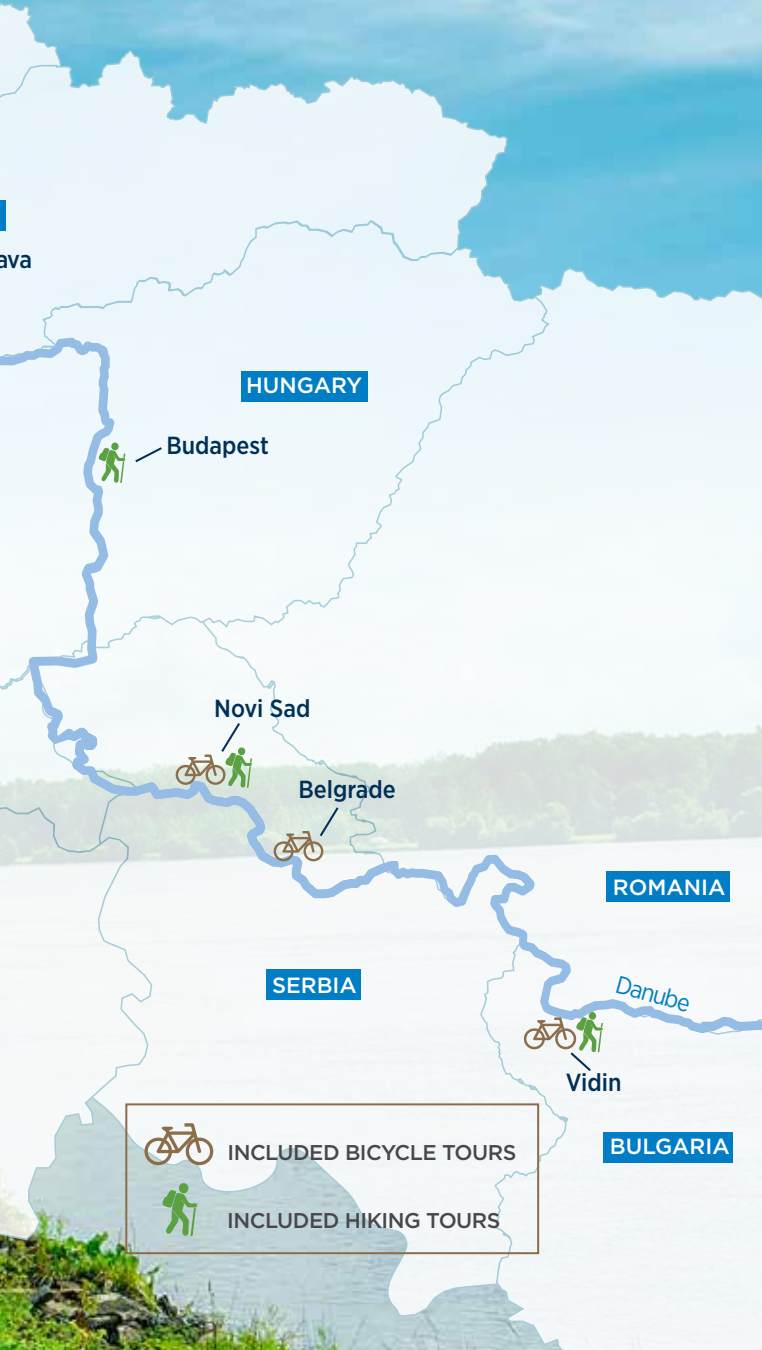 ava
HUNGARY
Budapest
Novi Sad
Belgrade
ROMANIA
SERBIA
Danube
Vidin
BULGARIA
INCLUDED BICYCLE TOURS
INCLUDED HIKING TOURS